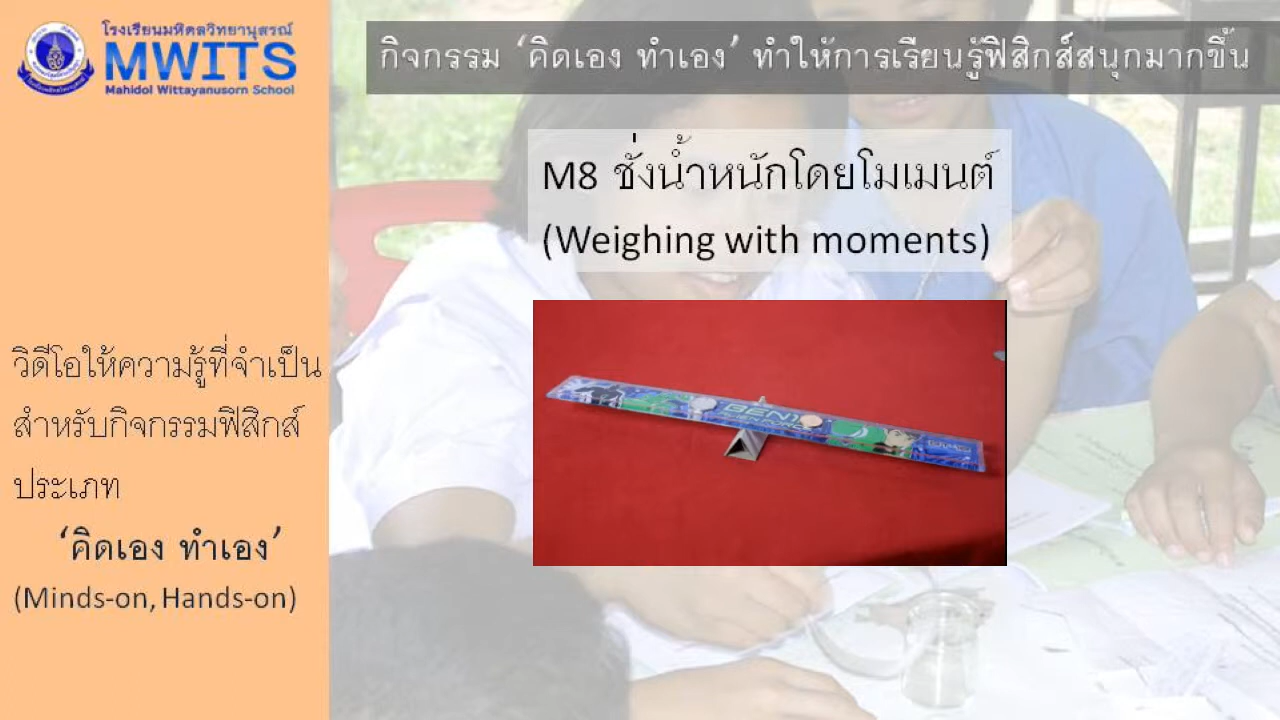 โรงเรียนมหิดลวิทยานุสรณ์
MWITS
Mahidol Wittayanusorn School
กิจกรรม ‘คิดเอง ทำเอง’ ทำให้การเรียนรู้ฟิสิกส์สนุกมากขึ้น
M8 ชั่งน้ำหนักโดยโมเมนต์
(Weighing with moments)
BEN1
วิดีโอให้ความรู้ที่จำเป็น
สำหรับกิจกรรมฟิสิกส์
ประเภท
‘คิดเอง ทำเอง’
(Minds-on, Hands-on)